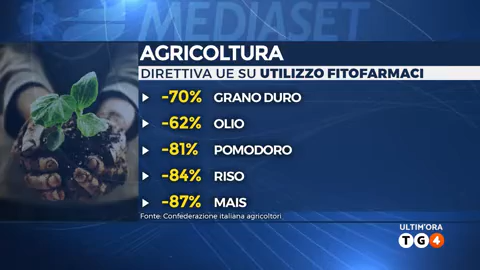 MEDIASET
AGRICOLTURA
DIRETTIVA UE SU UTILIZZO FITOFARMACI
-70% GRANO DURO
-62% OLIO
-81% POMODORO
-84% RISO
-87% MAIS
Fonte: Confederazione italiana agricoltori
ULTIM'ORA
TG4